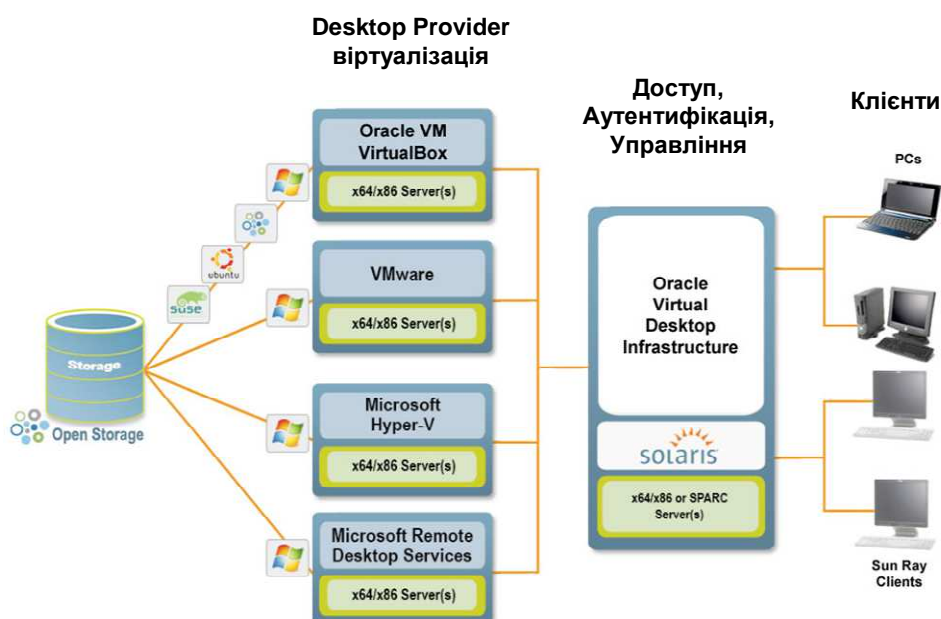 Desktop Provider
віртуалізація
Доступ,
Аутентифікація,
Управління
Клієнти
Oracle VM
VirtualBox
x64/x86 Server(s)
VMware
x64/x86 Server(s)
Microsoft
Hyper-V
x64/x86 Server(s)
Microsoft Remote
Desktop Services
x64/x86 Server(s)
ubuntu
suse
Storage
Open Storage
Oracle
Virtual
Desktop
Infrastructure
solaris
x64/x86 or SPARC
Server(s)
PCs
Sun Ray
Clients